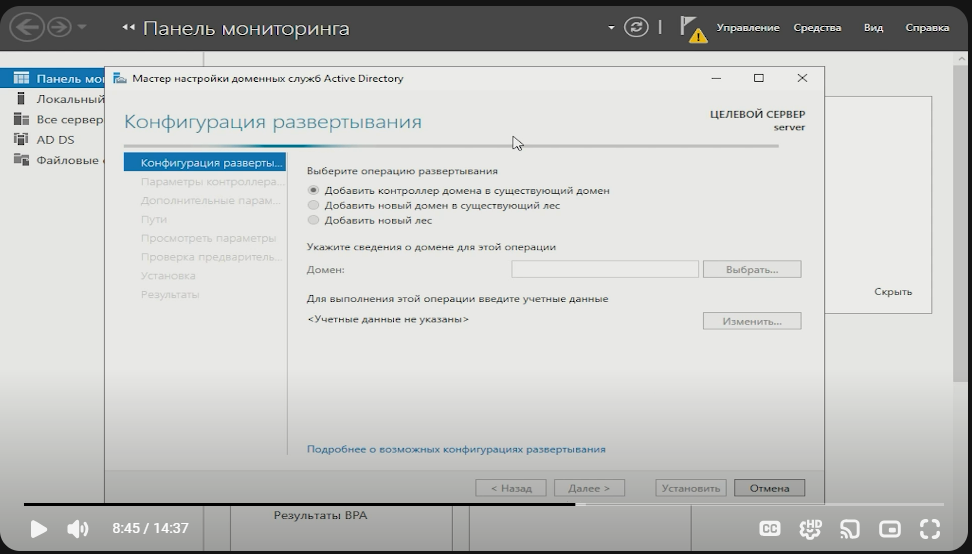 Панель мониторинга
Управление Средства Вид Справка
Панель мо
Локальный
Все сервер
AD DS
Файловые
Мастер настройки доменных служб Active Directory
Конфигурация развертывания
ЦЕЛЕВОЙ СЕРВЕР
server
Конфигурация разверты...
Параметры контроллера...
Дополнительные парам...
Пути
Просмотреть параметры
Проверка предваритель...
Установка
Результаты
Выберите операцию развертывания
Добавить контроллер домена в существующий домен
Добавить новый домен в существующий лес
Добавить новый лес
Укажите сведения о домене для этой операции
Домен:
Выбрать...
Для выполнения этой операции введите учетные данные
<Учетные данные не указаны>
Изменить...
Подробнее о возможных конфигурациях развертывания
< Назад Далее > Установить Отмена
Скрыть
Результаты BPA
8:45 / 14:37
CC HD